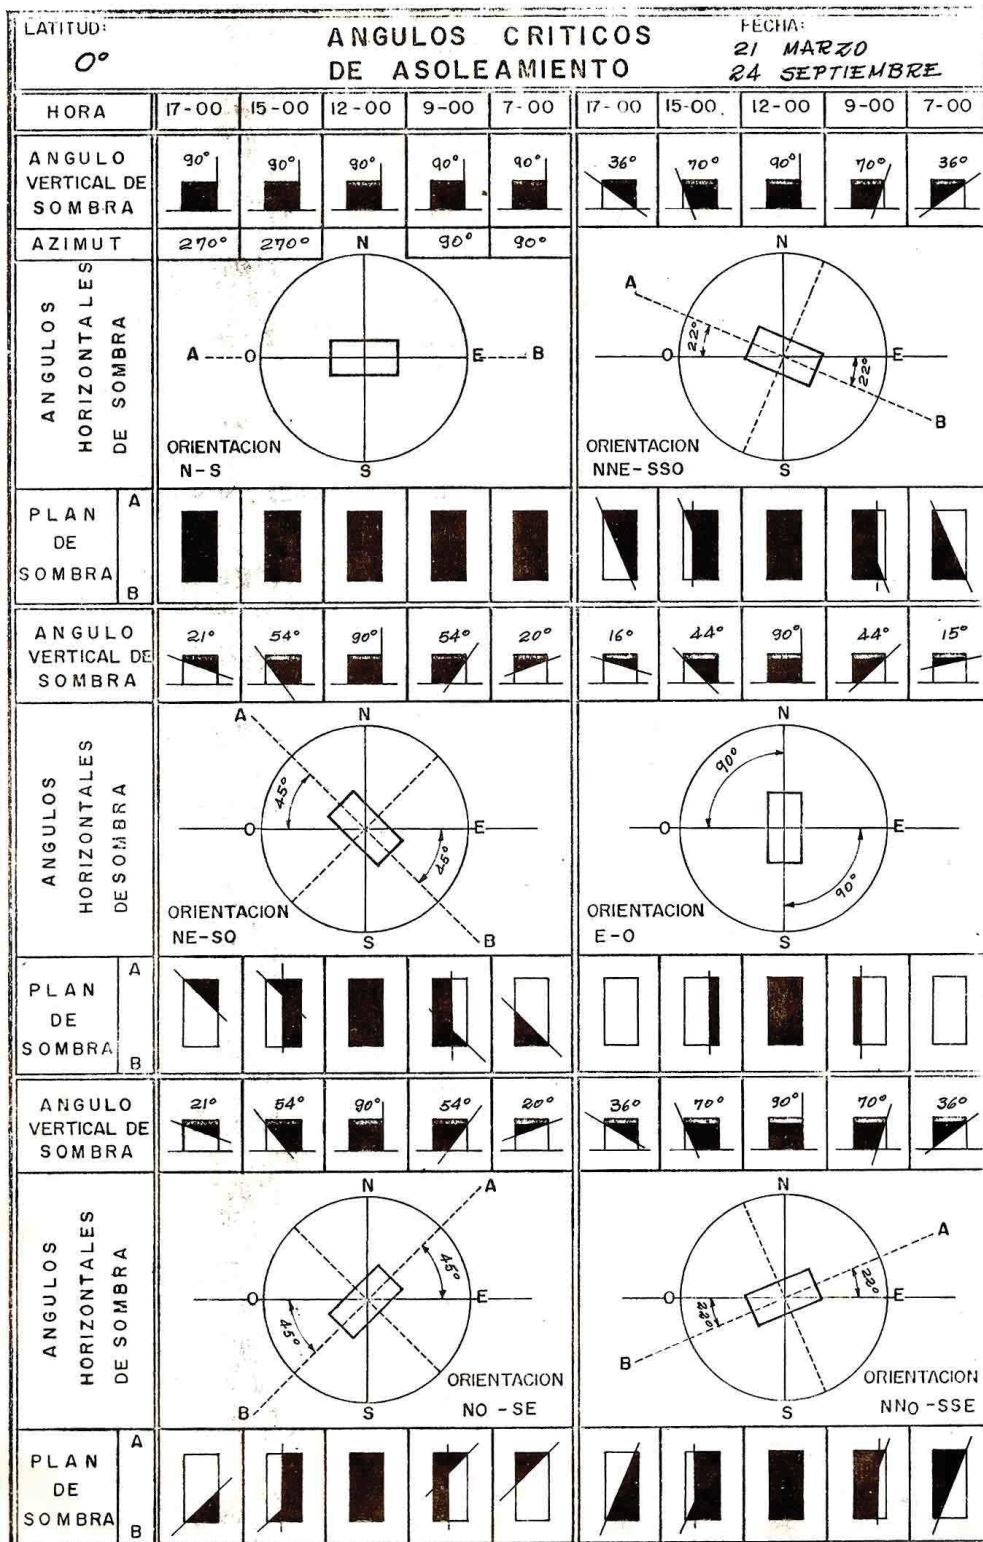 LATITUD:
0°
ANGULOS CRITICOS
DE ASOLEAMIENTO
FECHA:
21 MARZO
24 SEPTIEMBRE
HORA 17-00 15-00 12-00 9-00 7-00 17-00 15-00 12-00 9-00 7-00
ANGULO
VERTICAL DE
SOMBRA
90° 90° 90° 90° 90° 36° 70° 90° 70° 36°
AZIMUT 270° 270° 90° 90°
ANGULOS
HORIZONTALES
DE SOMBRA
N
A O E B
S
ORIENTACION
N-S
N
A
22°
O E
22°
B
S
ORIENTACION
NNE-SSO
PLAN
DE
SOMBRA
A
B
ANGULO
VERTICAL DE
SOMBRA
21° 54° 90° 54° 20° 16° 44° 90° 44° 15°
ANGULOS
HORIZONTALES
DE SOMBRA
A N
45°
O E
45°
B
S
ORIENTACION
NE-SO
N
90°
O E
90°
S
ORIENTACION
E-O
PLAN
DE
SOMBRA
A
B
ANGULO
VERTICAL DE
SOMBRA
21° 54° 90° 54° 20° 36° 70° 90° 70° 36°
ANGULOS
HORIZONTALES
DE SOMBRA
N A
45°
O E
45°
B S
ORIENTACION
NO-SE
N
A
22°
O E
22°
B
S
ORIENTACION
NNO-SSE
PLAN
DE
SOMBRA
A
B